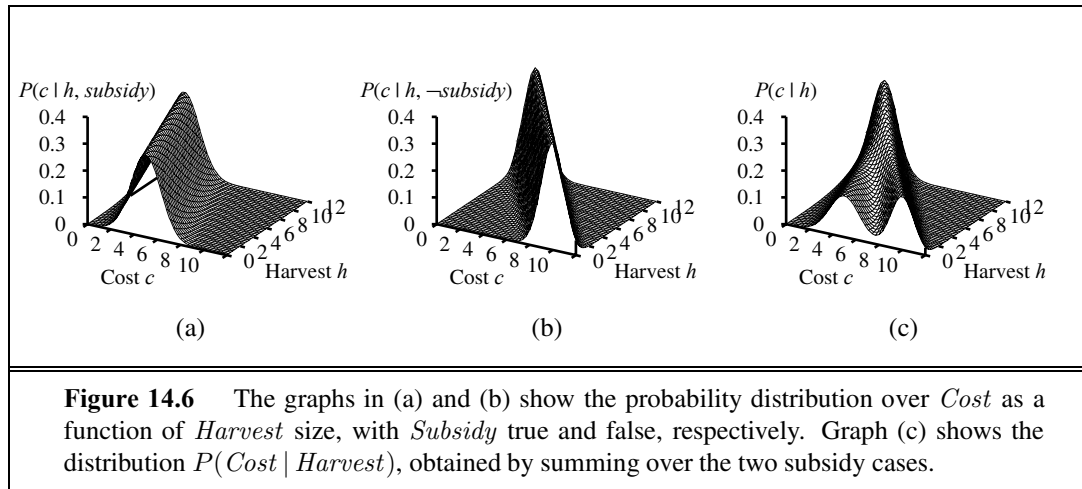 P(c | h, subsidy)
0.4
0.3
0.2
0.1
0
0 2 4 6 8 10
Cost c
0 2 4 6 8 10 12
Harvest h
(a)
P(c | h, ¬subsidy)
0.4
0.3
0.2
0.1
0
0 2 4 6 8 10
Cost c
0 2 4 6 8 10 12
Harvest h
(b)
P(c | h)
0.4
0.3
0.2
0.1
0
0 2 4 6 8 10
Cost c
0 2 4 6 8 10 12
Harvest h
(c)
Figure 14.6 The graphs in (a) and (b) show the probability distribution over Cost as a
function of Harvest size, with Subsidy true and false, respectively. Graph (c) shows the
distribution P(Cost | Harvest), obtained by summing over the two subsidy cases.